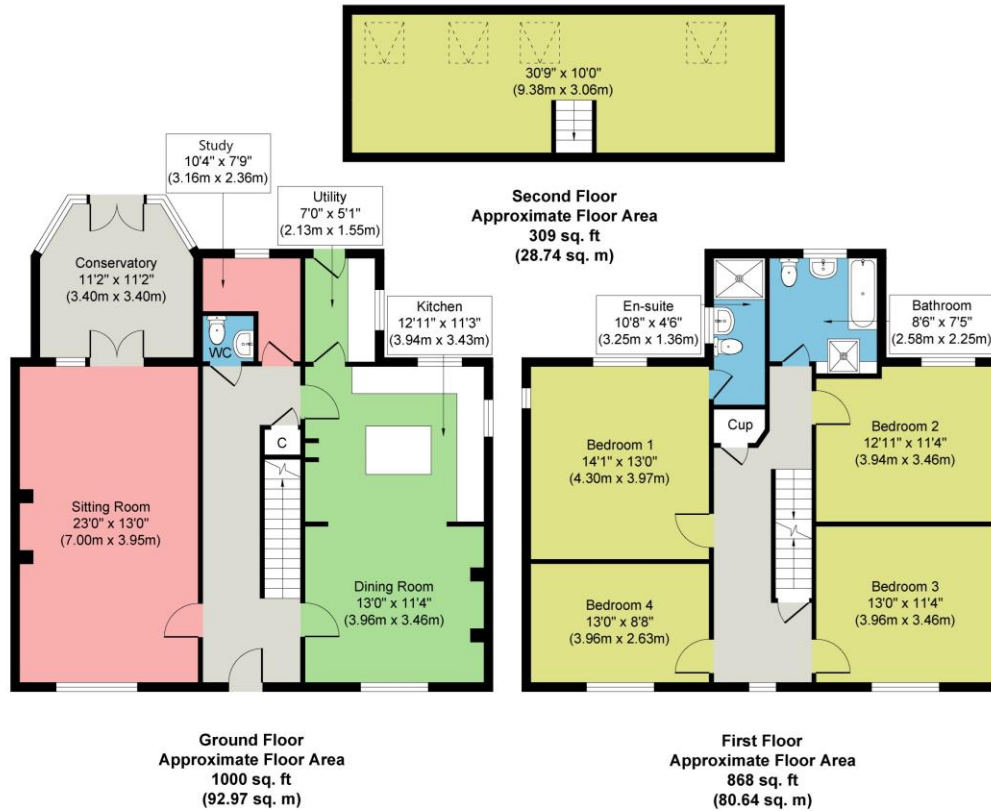 30'9" x 10'0"
(9.38m x 3.06m)
Second Floor
Approximate Floor Area
309 sq. ft
(28.74 sq. m)
Study
10'4" x 7'9"
(3.16m x 2.36m)
Utility
7'0" x 5'1"
(2.13m x 1.55m)
Conservatory
11'2" x 11'2"
(3.40m x 3.40m)
Kitchen
12'11" x 11'3"
(3.94m x 3.43m)
WC
C
Sitting Room
23'0" x 13'0"
(7.00m x 3.95m)
Dining Room
13'0" x 11'4"
(3.96m x 3.46m)
Ground Floor
Approximate Floor Area
1000 sq. ft
(92.97 sq. m)
En-suite
10'8" x 4'6"
(3.25m x 1.36m)
Bathroom
8'6" x 7'5"
(2.58m x 2.25m)
Cup
Bedroom 1
14'1" x 13'0"
(4.30m x 3.97m)
Bedroom 2
12'11" x 11'4"
(3.94m x 3.46m)
Bedroom 4
13'0" x 8'8"
(3.96m x 2.63m)
Bedroom 3
13'0" x 11'4"
(3.96m x 3.46m)
First Floor
Approximate Floor Area
868 sq. ft
(80.64 sq. m)